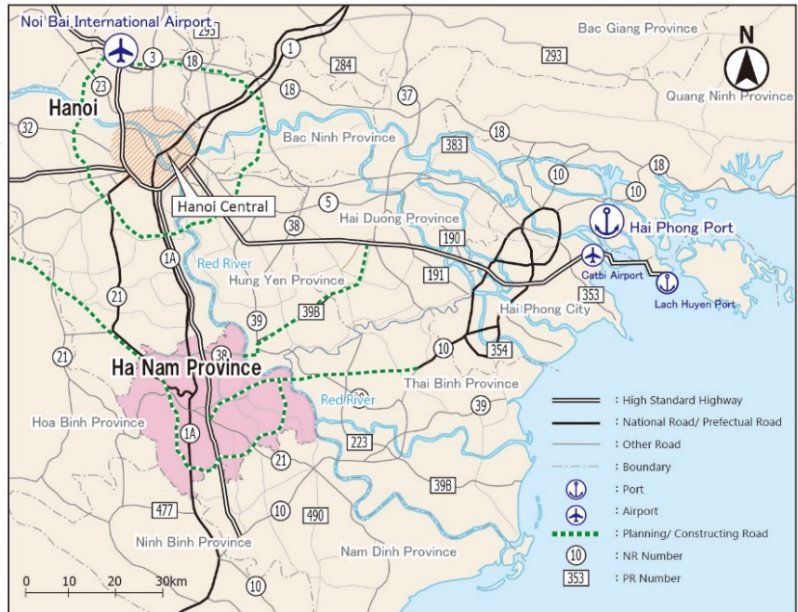 Noi Bai International Airport
295
Bac Giang Province
1
3
18
284
293
N
23
18
37
Quang Ninh Province
Hanoi
32
Bac Ninh Province
18
383
10
18
10
Hanoi Central
5
38
Hai Duong Province
190
Hai Phong Port
1A
Red River
191
Catbi Airport
Hung Yen Province
353
Lach Huyen Port
21
39B
Hai Phong City
39
354
21
38
10
Ha Nam Province
Thai Binh Province
Red River
39
Hoa Binh Province
1A
223
21
39B
477
10
490
Ninh Binh Province
Nam Dinh Province
10
0 10 20 30km
: High Standard Highway
: National Road/ Prefectual Road
: Other Road
: Boundary
: Port
: Airport
: Planning/ Constructing Road
10 : NR Number
353 : PR Number